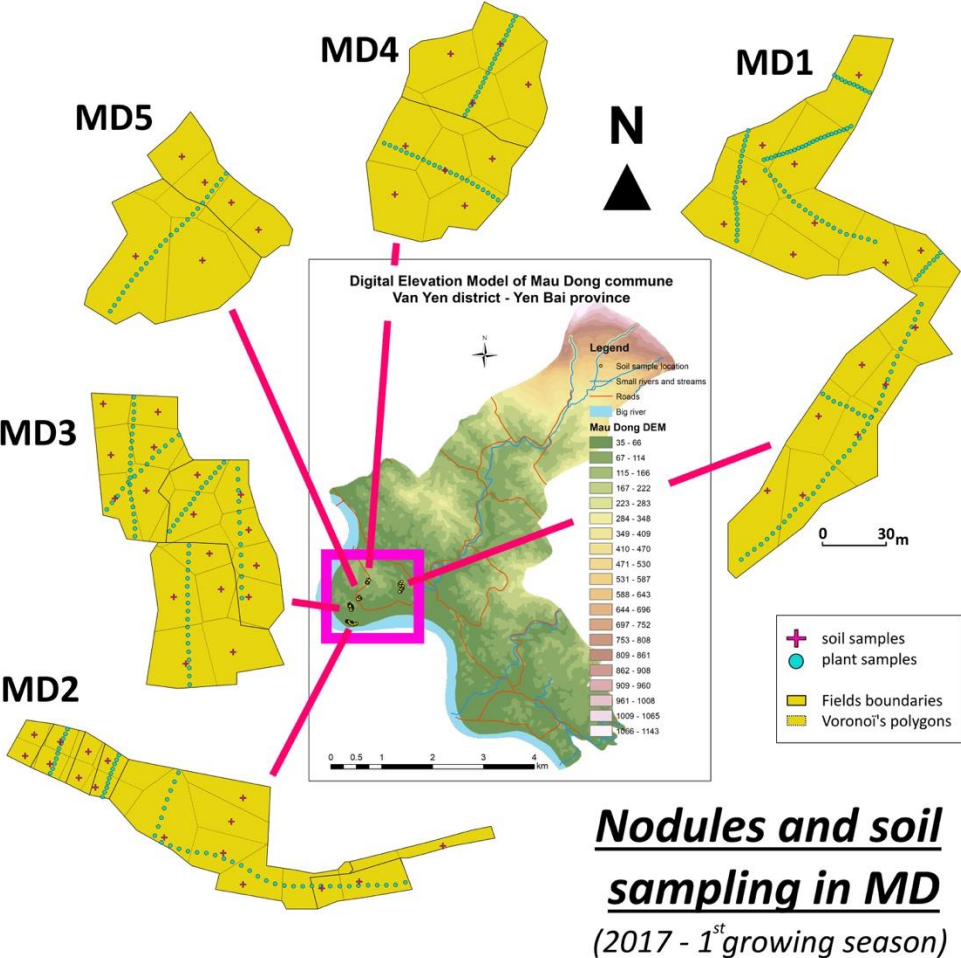 MD4
MD1
MD5
N
Digital Elevation Model of Mau Dong commune
Van Yen district - Yen Bai province
N
Legend
Soil sample location
Small rivers and streams
Roads
Big river
Mau Dong DEM
35 - 66
67 - 114
115 - 166
167 - 222
223 - 283
284 - 348
349 - 409
410 - 470
471 - 530
531 - 587
588 - 643
644 - 696
697 - 752
753 - 808
809 - 861
862 - 908
909 - 960
961 - 1008
1009 - 1065
1066 - 1143
0 0.5 1 2 3 4
km
MD3
0 30m
soil samples
plant samples
Fields boundaries
Voronoï's polygons
MD2
Nodules and soil
sampling in MD
(2017 - 1st growing season)